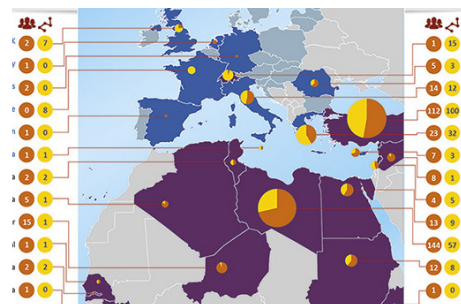 2 7
y 1 0
s 2 0
e 0 8
n 1 0
a 1 1
a 2 2
a 5 1
r 15 1
l 1 1
a 2 2
a 1 0
1 15
5 3
14 12
112 100
23 32
7 3
8 1
4 5
13 9
144 57
12 8
1 0